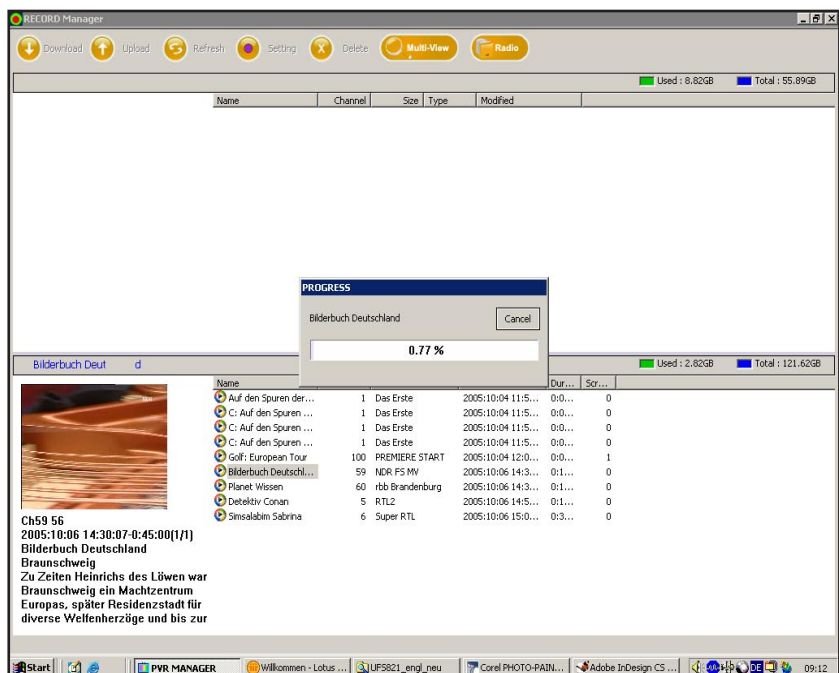 RECORD Manager
Download Upload Refresh Setting Delete Multi-View Radio
Used : 8.82GB Total : 55.89GB
Name Channel Size Type Modified
PROGRESS
Bilderbuch Deutschland Cancel
0.77 %
Bilderbuch Deut d Used : 2.82GB Total : 121.62GB
Name Dur... Scr...
Auf den Spuren der... 1 Das Erste 2005:10:04 11:5... 0:0... 0
C: Auf den Spuren ... 1 Das Erste 2005:10:04 11:5... 0:0... 0
C: Auf den Spuren ... 1 Das Erste 2005:10:04 11:5... 0:0... 0
C: Auf den Spuren ... 1 Das Erste 2005:10:04 11:5... 0:0... 0
Golf: European Tour 100 PREMIERE START 2005:10:04 12:0... 0:0... 1
Bilderbuch Deutschl... 59 NDR FS MV 2005:10:06 14:3... 0:1... 0
Planet Wissen 60 rbb Brandenburg 2005:10:06 14:3... 0:1... 0
Detektiv Conan 5 RTL2 2005:10:06 14:5... 0:1... 0
Simsalabim Sabrina 6 Super RTL 2005:10:06 15:0... 0:3... 0
Ch59 56
2005:10:06 14:30:07-0:45:00(1/1)
Bilderbuch Deutschland
Braunschweig
Zu Zeiten Heinrichs des Löwen war
Braunschweig ein Machtzentrum
Europas, später Residenzstadt für
diverse Welfenherzöge und bis zur
Start PVR MANAGER Willkommen - Lotus ... UFS821_engl_neu Corel PHOTO-PAIN... Adobe InDesign CS ... DE 09:12